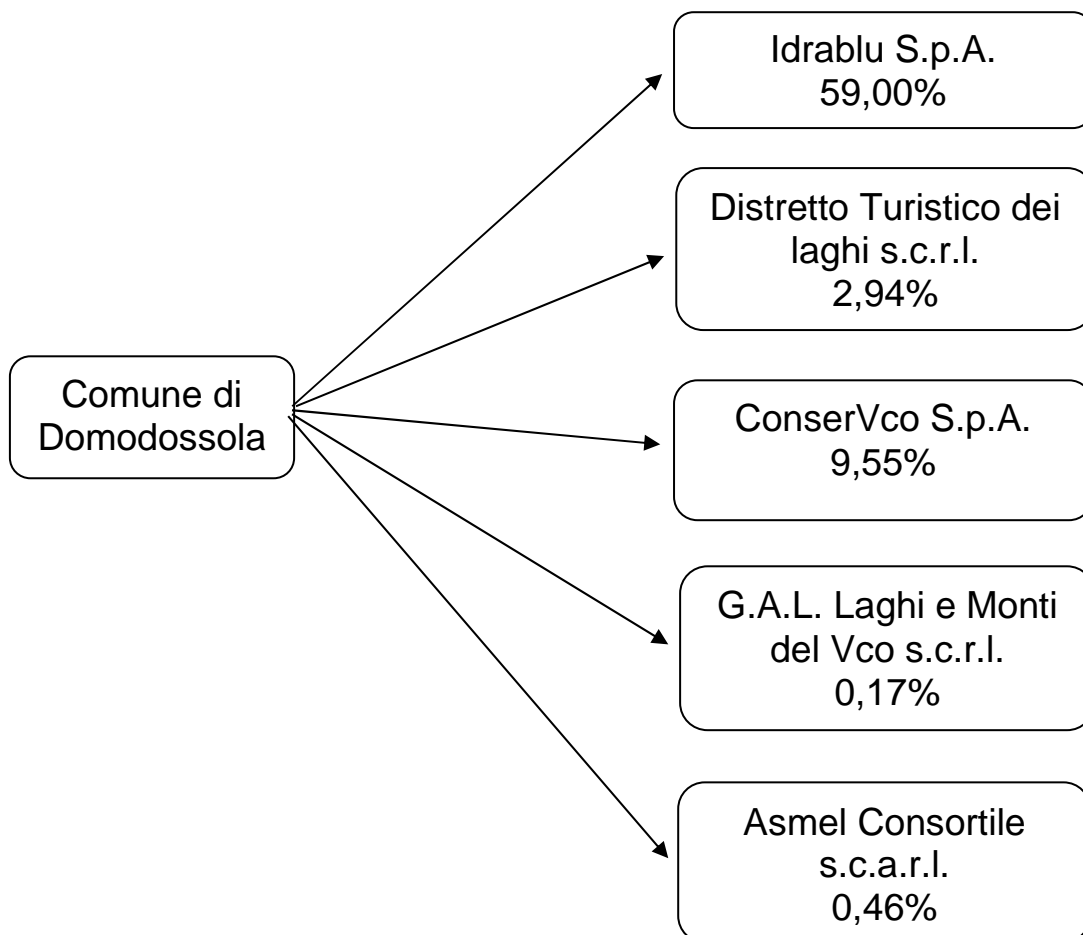 Idrablu S.p.A.
59,00%
Distretto Turistico dei
laghi s.c.r.l.
2,94%
Comune di
Domodossola
ConserVco S.p.A.
9,55%
G.A.L. Laghi e Monti
del Vco s.c.r.l.
0,17%
Asmel Consortile
s.c.a.r.l.
0,46%